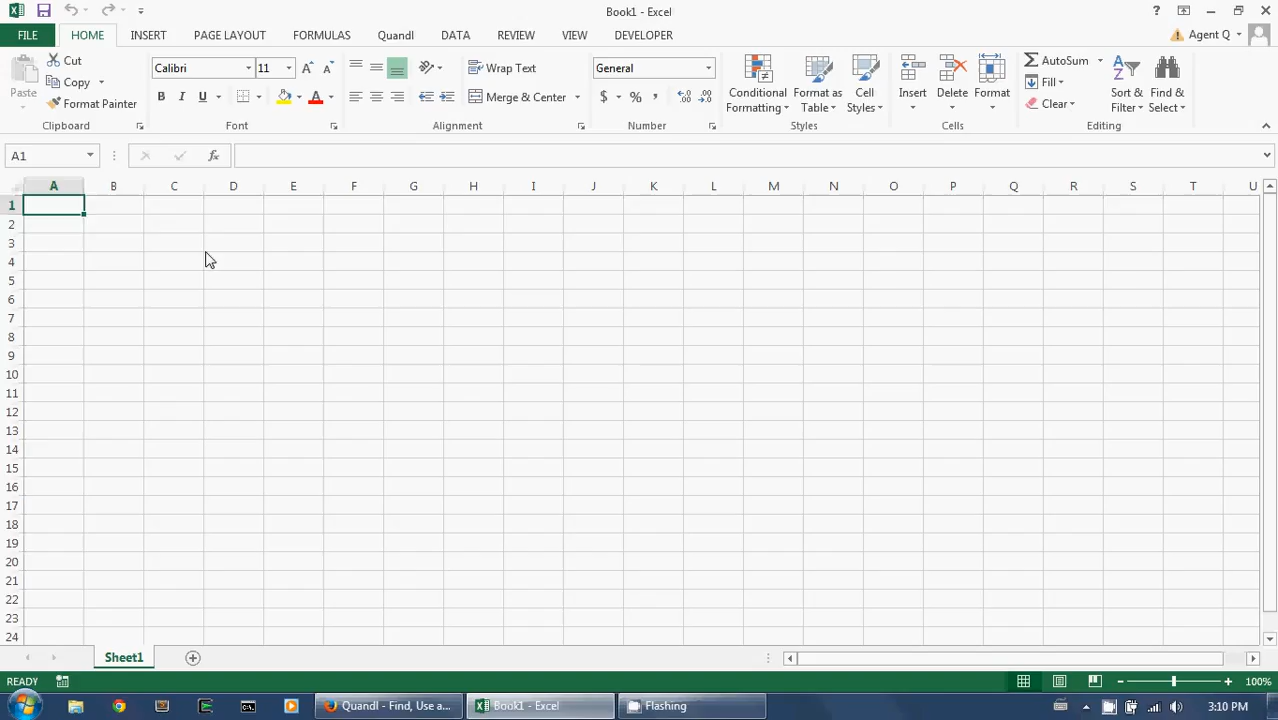 Book1 - Excel
?
FILE HOME INSERT PAGE LAYOUT FORMULAS Quandl DATA REVIEW VIEW DEVELOPER Agent Q
Paste
Cut
Copy
Format Painter
Clipboard
Calibri 11
B I U A
Font
Wrap Text
Merge & Center
Alignment
General
$ % ,
Number
Conditional Formatting
Format as Table
Cell Styles
Styles
Insert Delete Format
Cells
AutoSum
Fill
Clear
Sort & Filter
Find & Select
Editing
A1 fx
A B C D E F G H I J K L M N O P Q R S T U
1
2
3
4
5
6
7
8
9
10
11
12
13
14
15
16
17
18
19
20
21
22
23
24
Sheet1
READY 100%
Quandl - Find, Use a... Book1 - Excel Flashing 3:10 PM